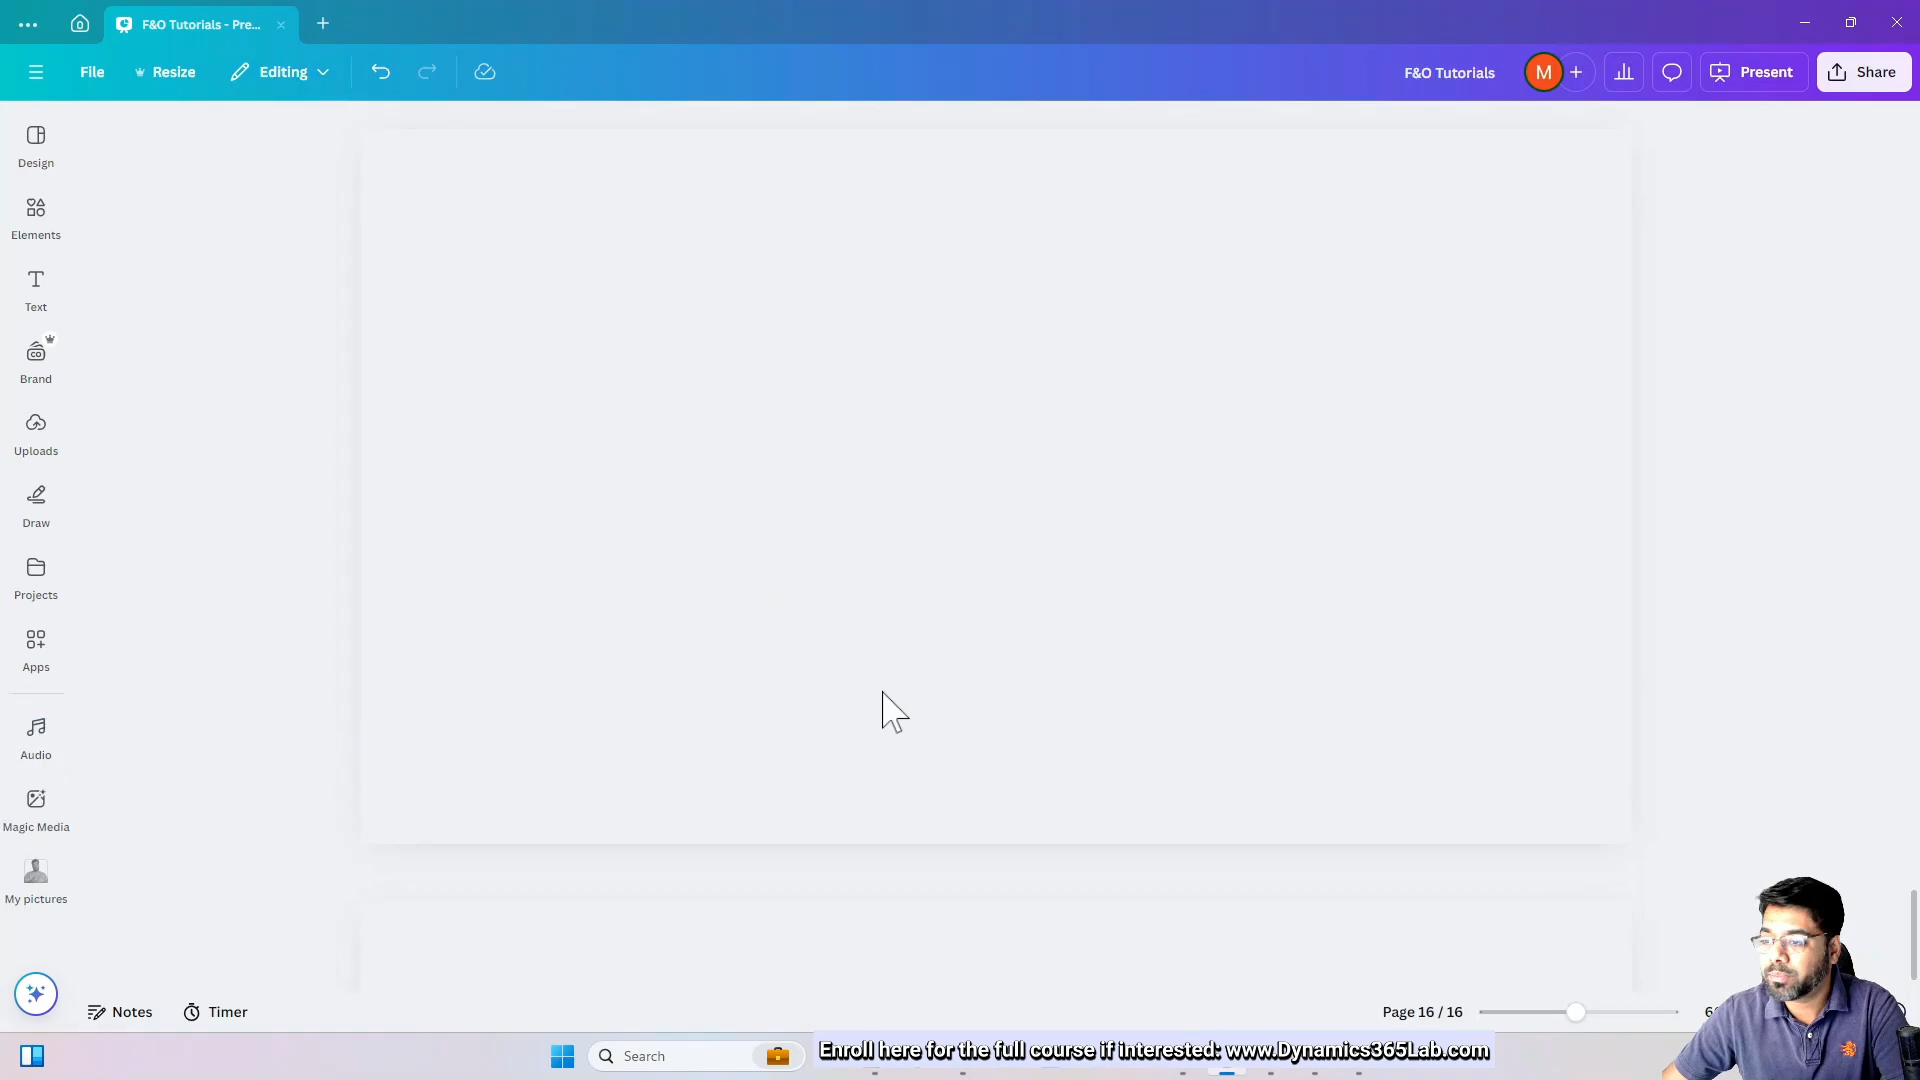 F&O Tutorials - Pre...
File
Resize
Editing
F&O Tutorials
M
Present
Share
Design
Elements
Text
CO
Brand
Uploads
Draw
Projects
Apps
Audio
Magic Media
My pictures
Notes
Timer
Page 16 / 16
Search
Enroll here for the full course if interested: www.Dynamics365Lab.com